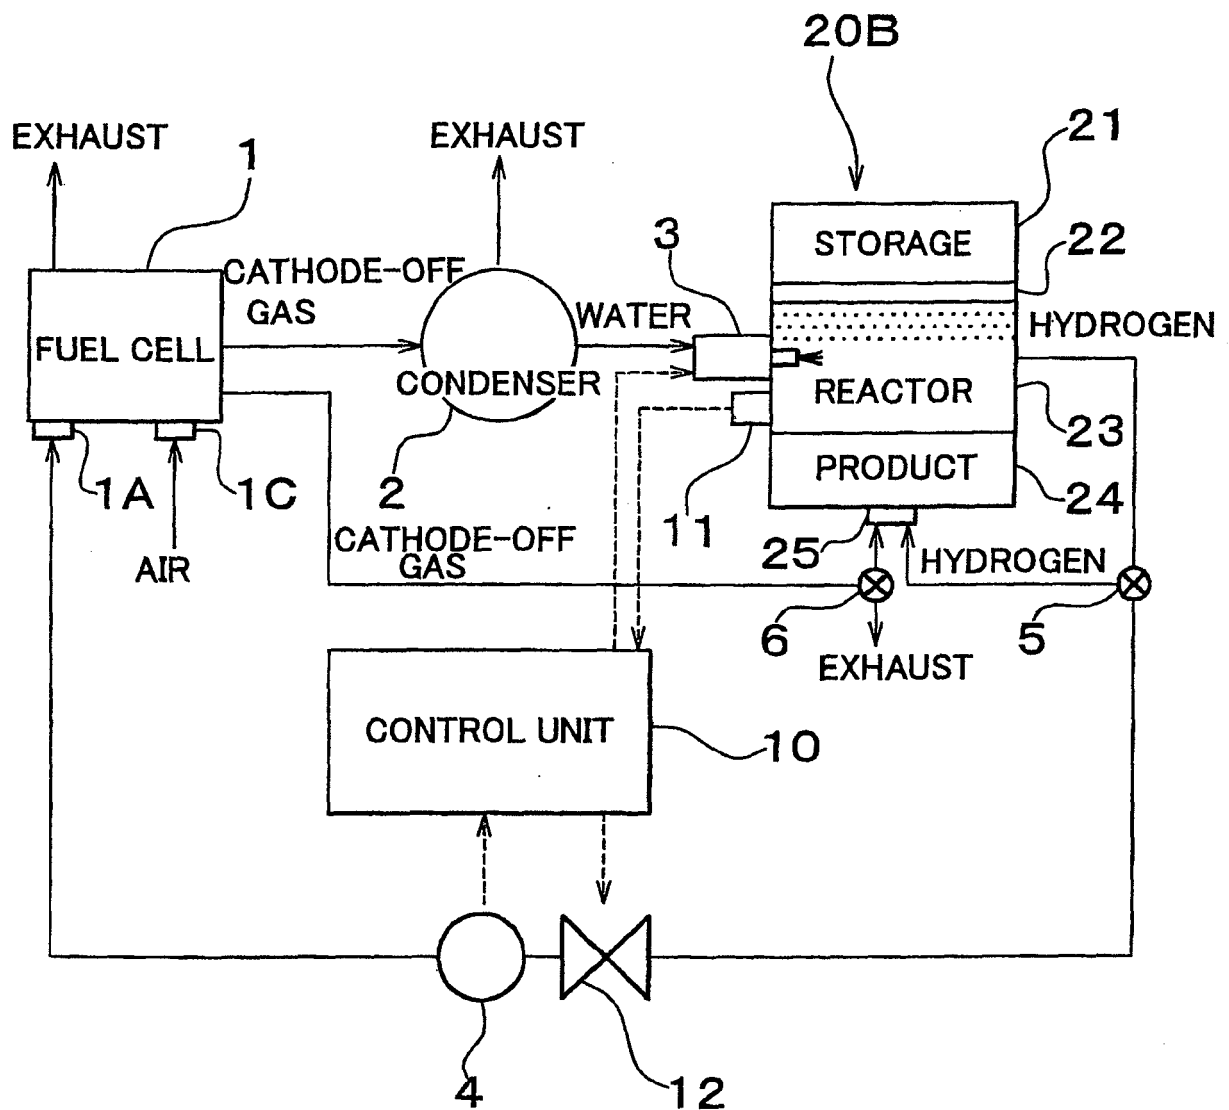 20B
EXHAUST
1
EXHAUST
21
STORAGE
22
3
CATHODE-OFF
GAS
WATER
HYDROGEN
FUEL CELL
CONDENSER
REACTOR
23
1A
1C
2
PRODUCT
24
11
25
AIR
CATHODE-OFF
GAS
HYDROGEN
6
5
EXHAUST
CONTROL UNIT
10
4
12